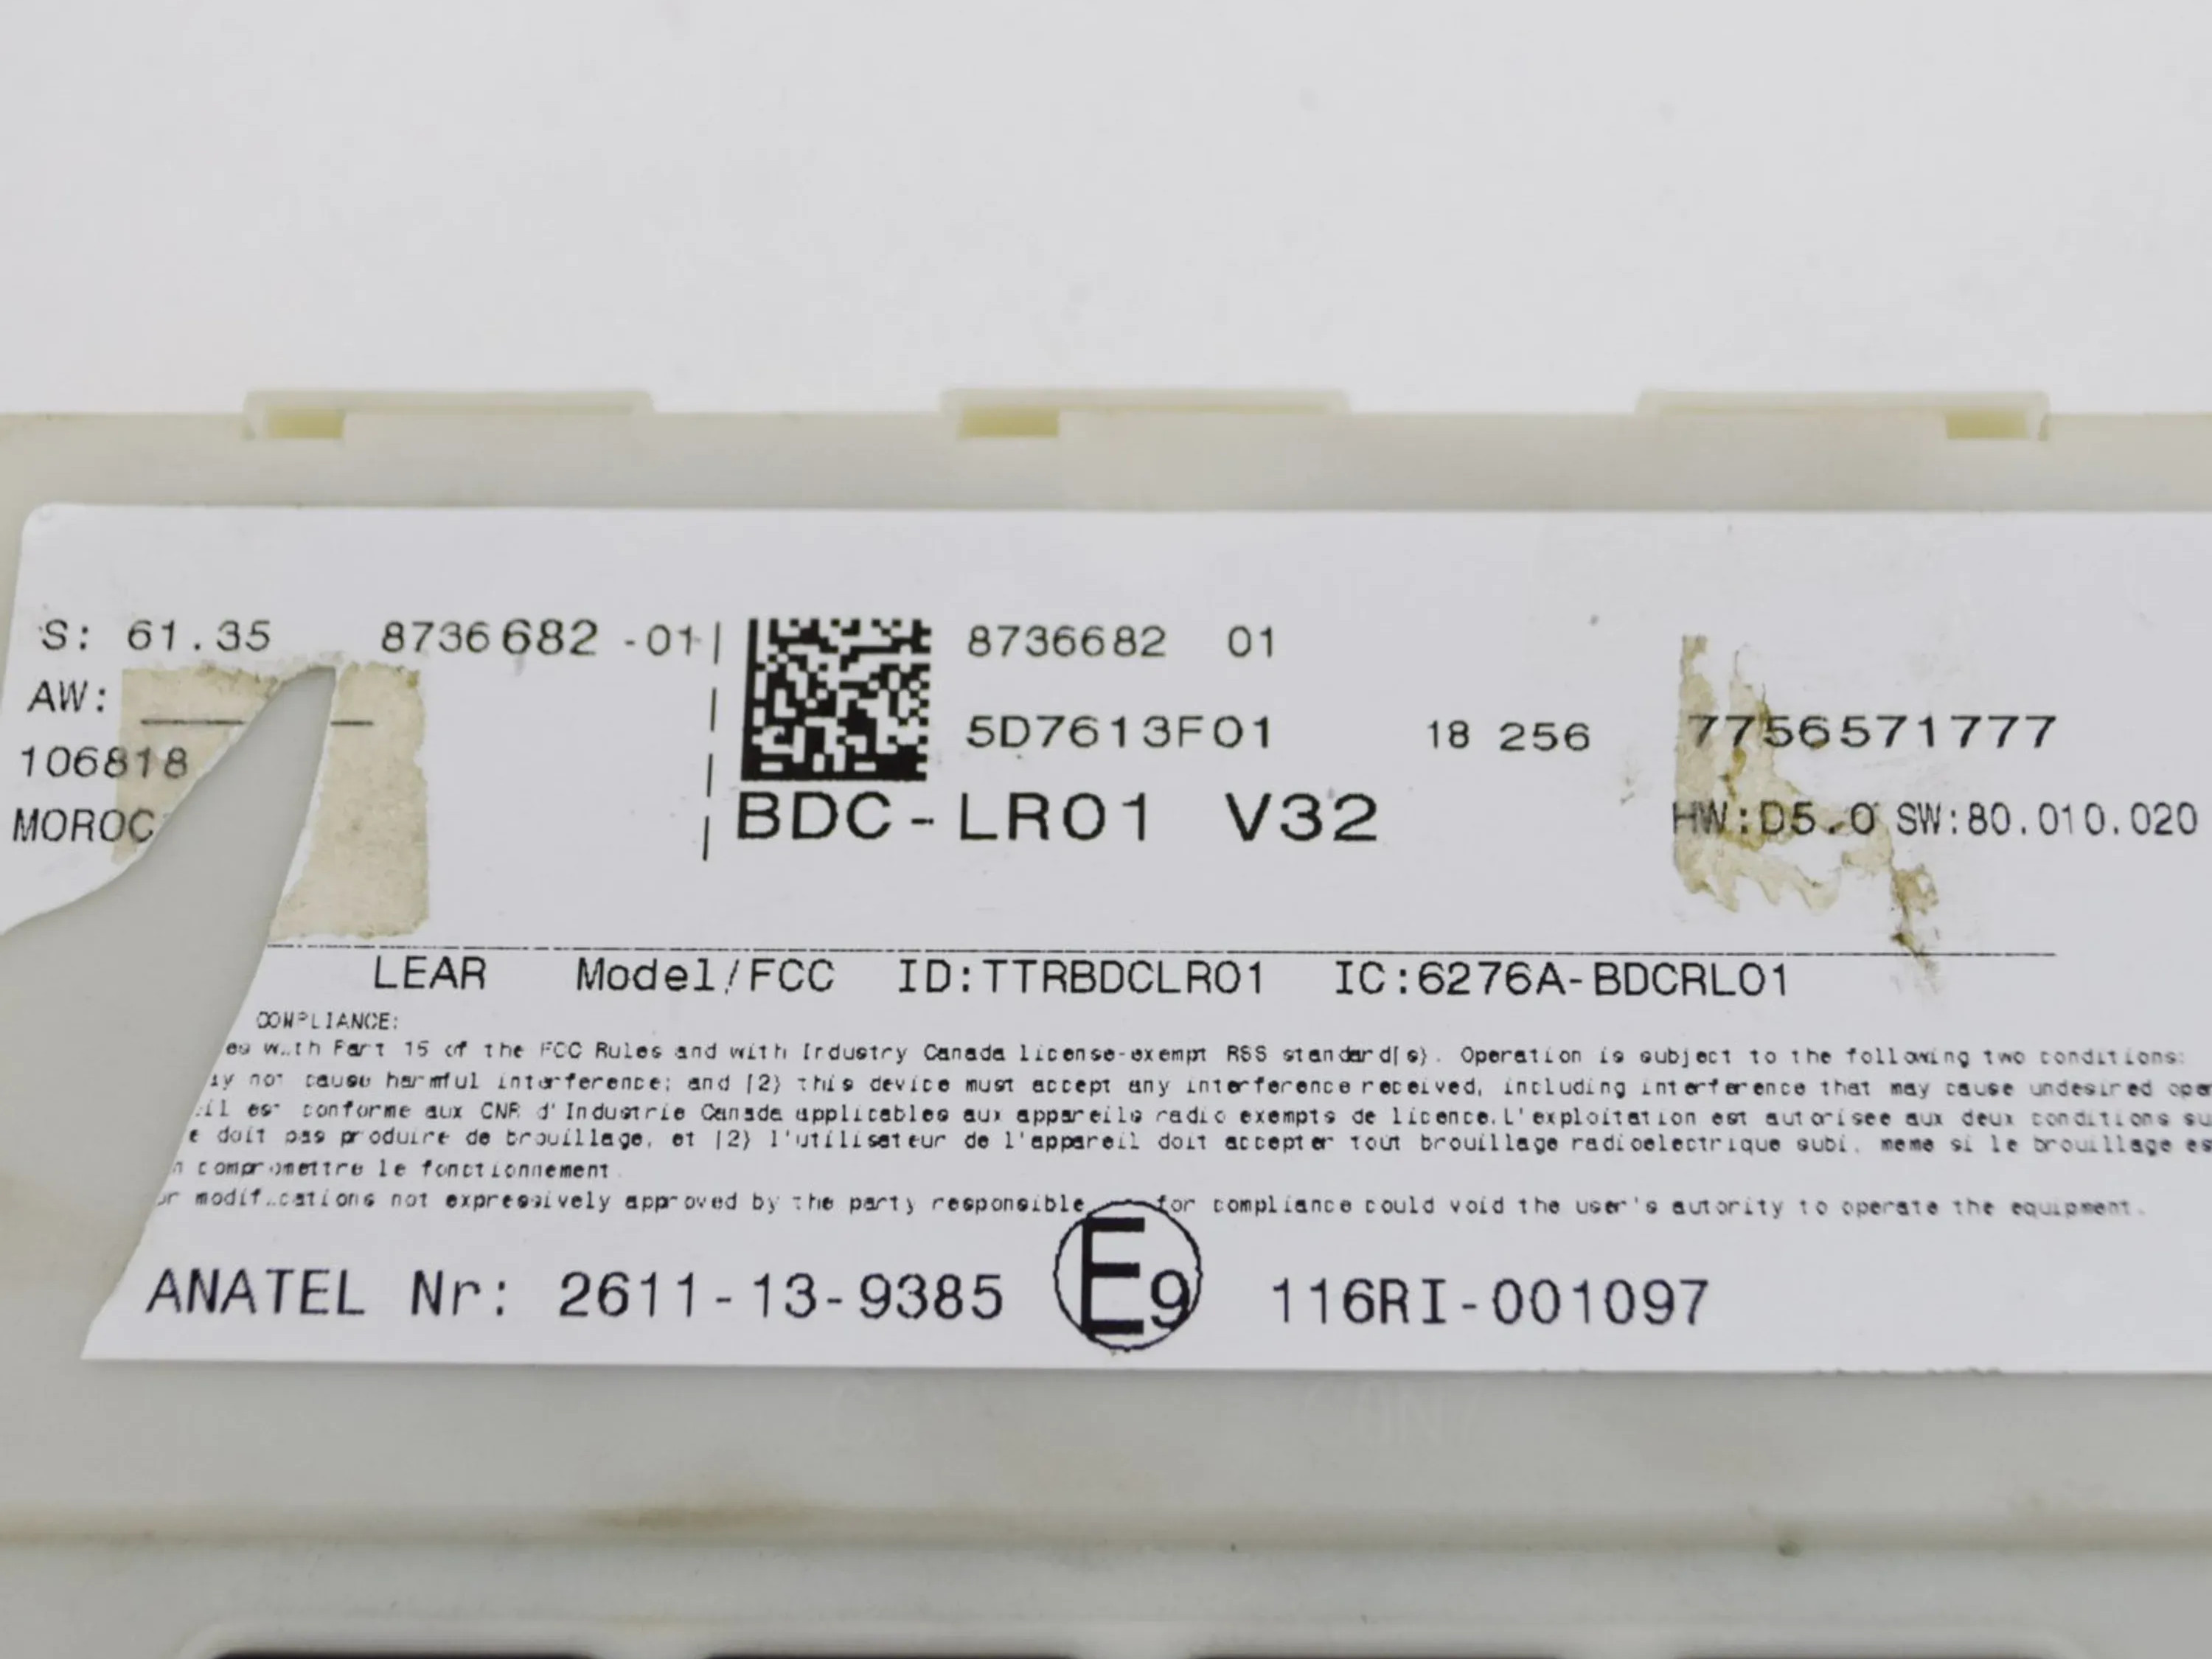 S: 61.35 8736682 -01
AW:
106818
MOROC
8736682 01
5D7613F01 18 256 7756571777
BDC-LR01 V32 HW:D5.0 SW:80.010.020
LEAR Model/FCC ID:TTRBDCLR01 IC:6276A-BDCRL01
COMPLIANCE:
es with Part 15 of the FCC Rules and with Industry Canada license-exempt RSS standard(s). Operation is subject to the following two conditions:
ay not cause harmful interference; and (2) this device must accept any interference received, including interference that may cause undesired oper
il est conforme aux CNR d'Industrie Canada applicables aux appareils radio exempts de licence.L'exploitation est autorisee aux deux conditions su
e doit pas produire de brouillage, et (2) l'utilisateur de l'appareil doit accepter tout brouillage radioelectrique subi, meme si le brouillage es
n compromettre le fonctionnement
or modifications not expressively approved by the party responsible for compliance could void the user's autority to operate the equipment.
ANATEL Nr: 2611-13-9385 E9 116RI-001097